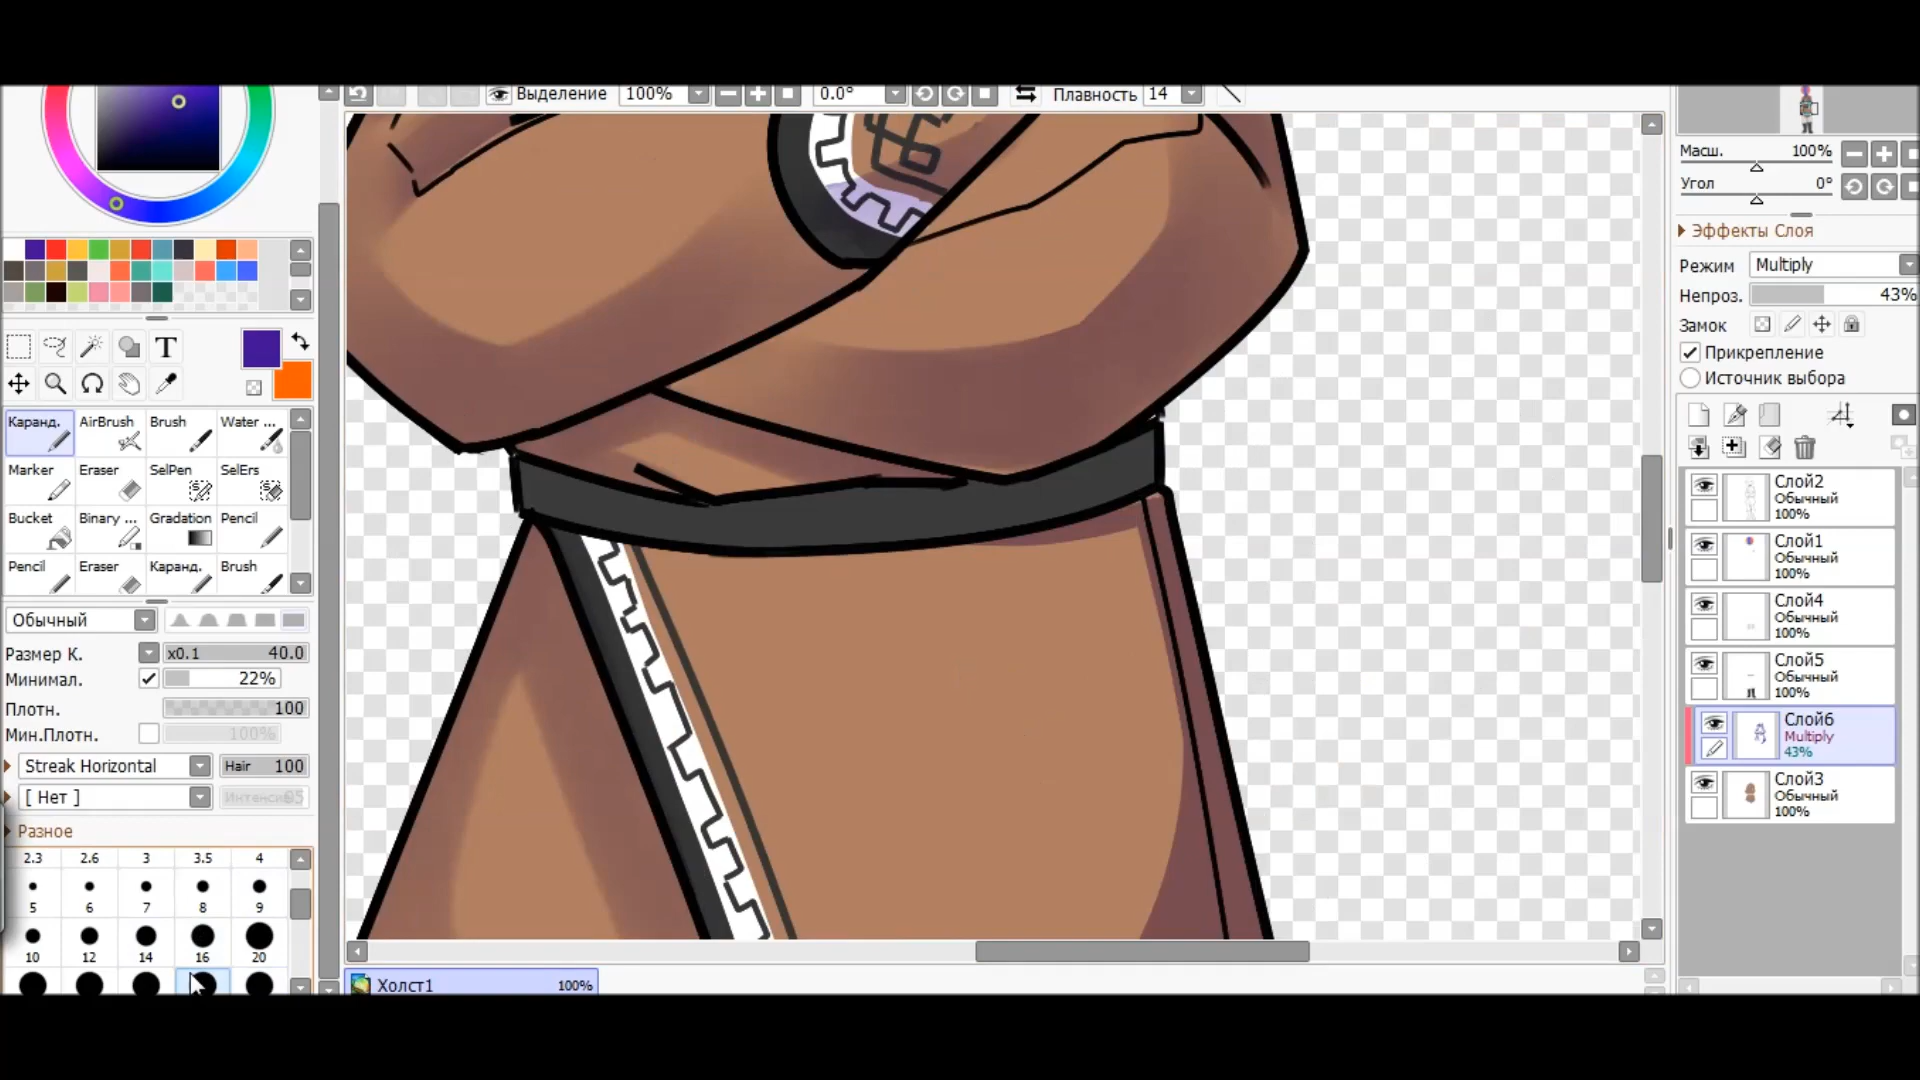 Выделение 100% 0.0° Плавность 14
Масш. 100%
Угол 0°
Эффекты Слоя
Режим Multiply
Непроз. 43%
Замок
Прикрепление
Источник выбора
T
Каранд. AirBrush Brush Water ...
Marker Eraser SelPen SelErs
Bucket Binary ... Gradation Pencil
Pencil Eraser Каранд. Brush
Обычный
Размер К. x0.1 40.0
Минимал. 22%
Плотн. 100
Мин.Плотн. 100%
Streak Horizontal Hair 100
[ Нет ] 95
Разное
2.3 2.6 3 3.5 4
5 6 7 8 9
10 12 14 16 20
Слой2
Обычный
100%
Слой1
Обычный
100%
Слой4
Обычный
100%
Слой5
Обычный
100%
Слой6
Multiply
43%
Слой3
Обычный
100%
Холст1 100%